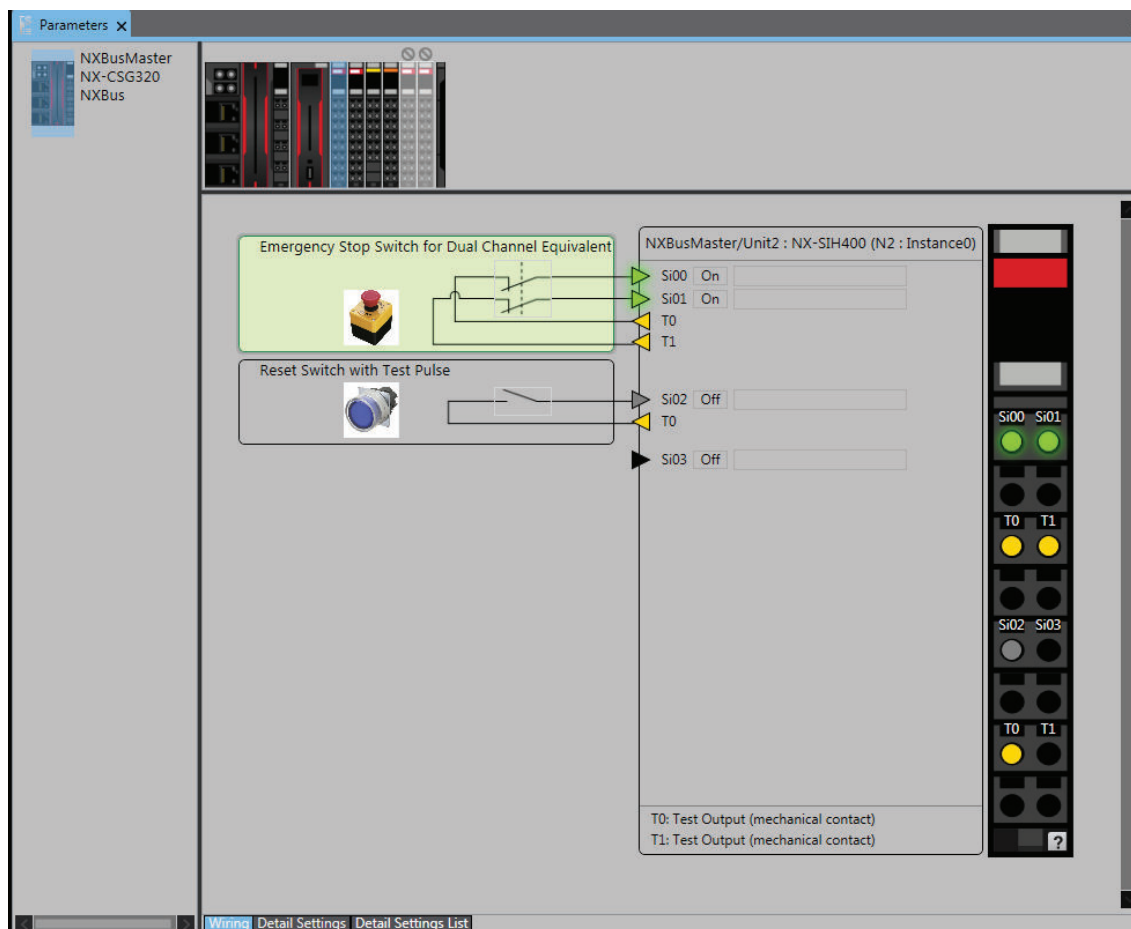 Parameters
NXBusMaster
NX-CSG320
NXBus
Emergency Stop Switch for Dual Channel Equivalent
NXBusMaster/Unit2 : NX-SIH400 (N2 : Instance0)
Si00 On
Si01 On
T0
T1
Reset Switch with Test Pulse
Si02 Off
T0
Si03 Off
Si00 Si01
T0 T1
Si02 Si03
T0 T1
T0: Test Output (mechanical contact)
T1: Test Output (mechanical contact)
?
Wiring Detail Settings Detail Settings List